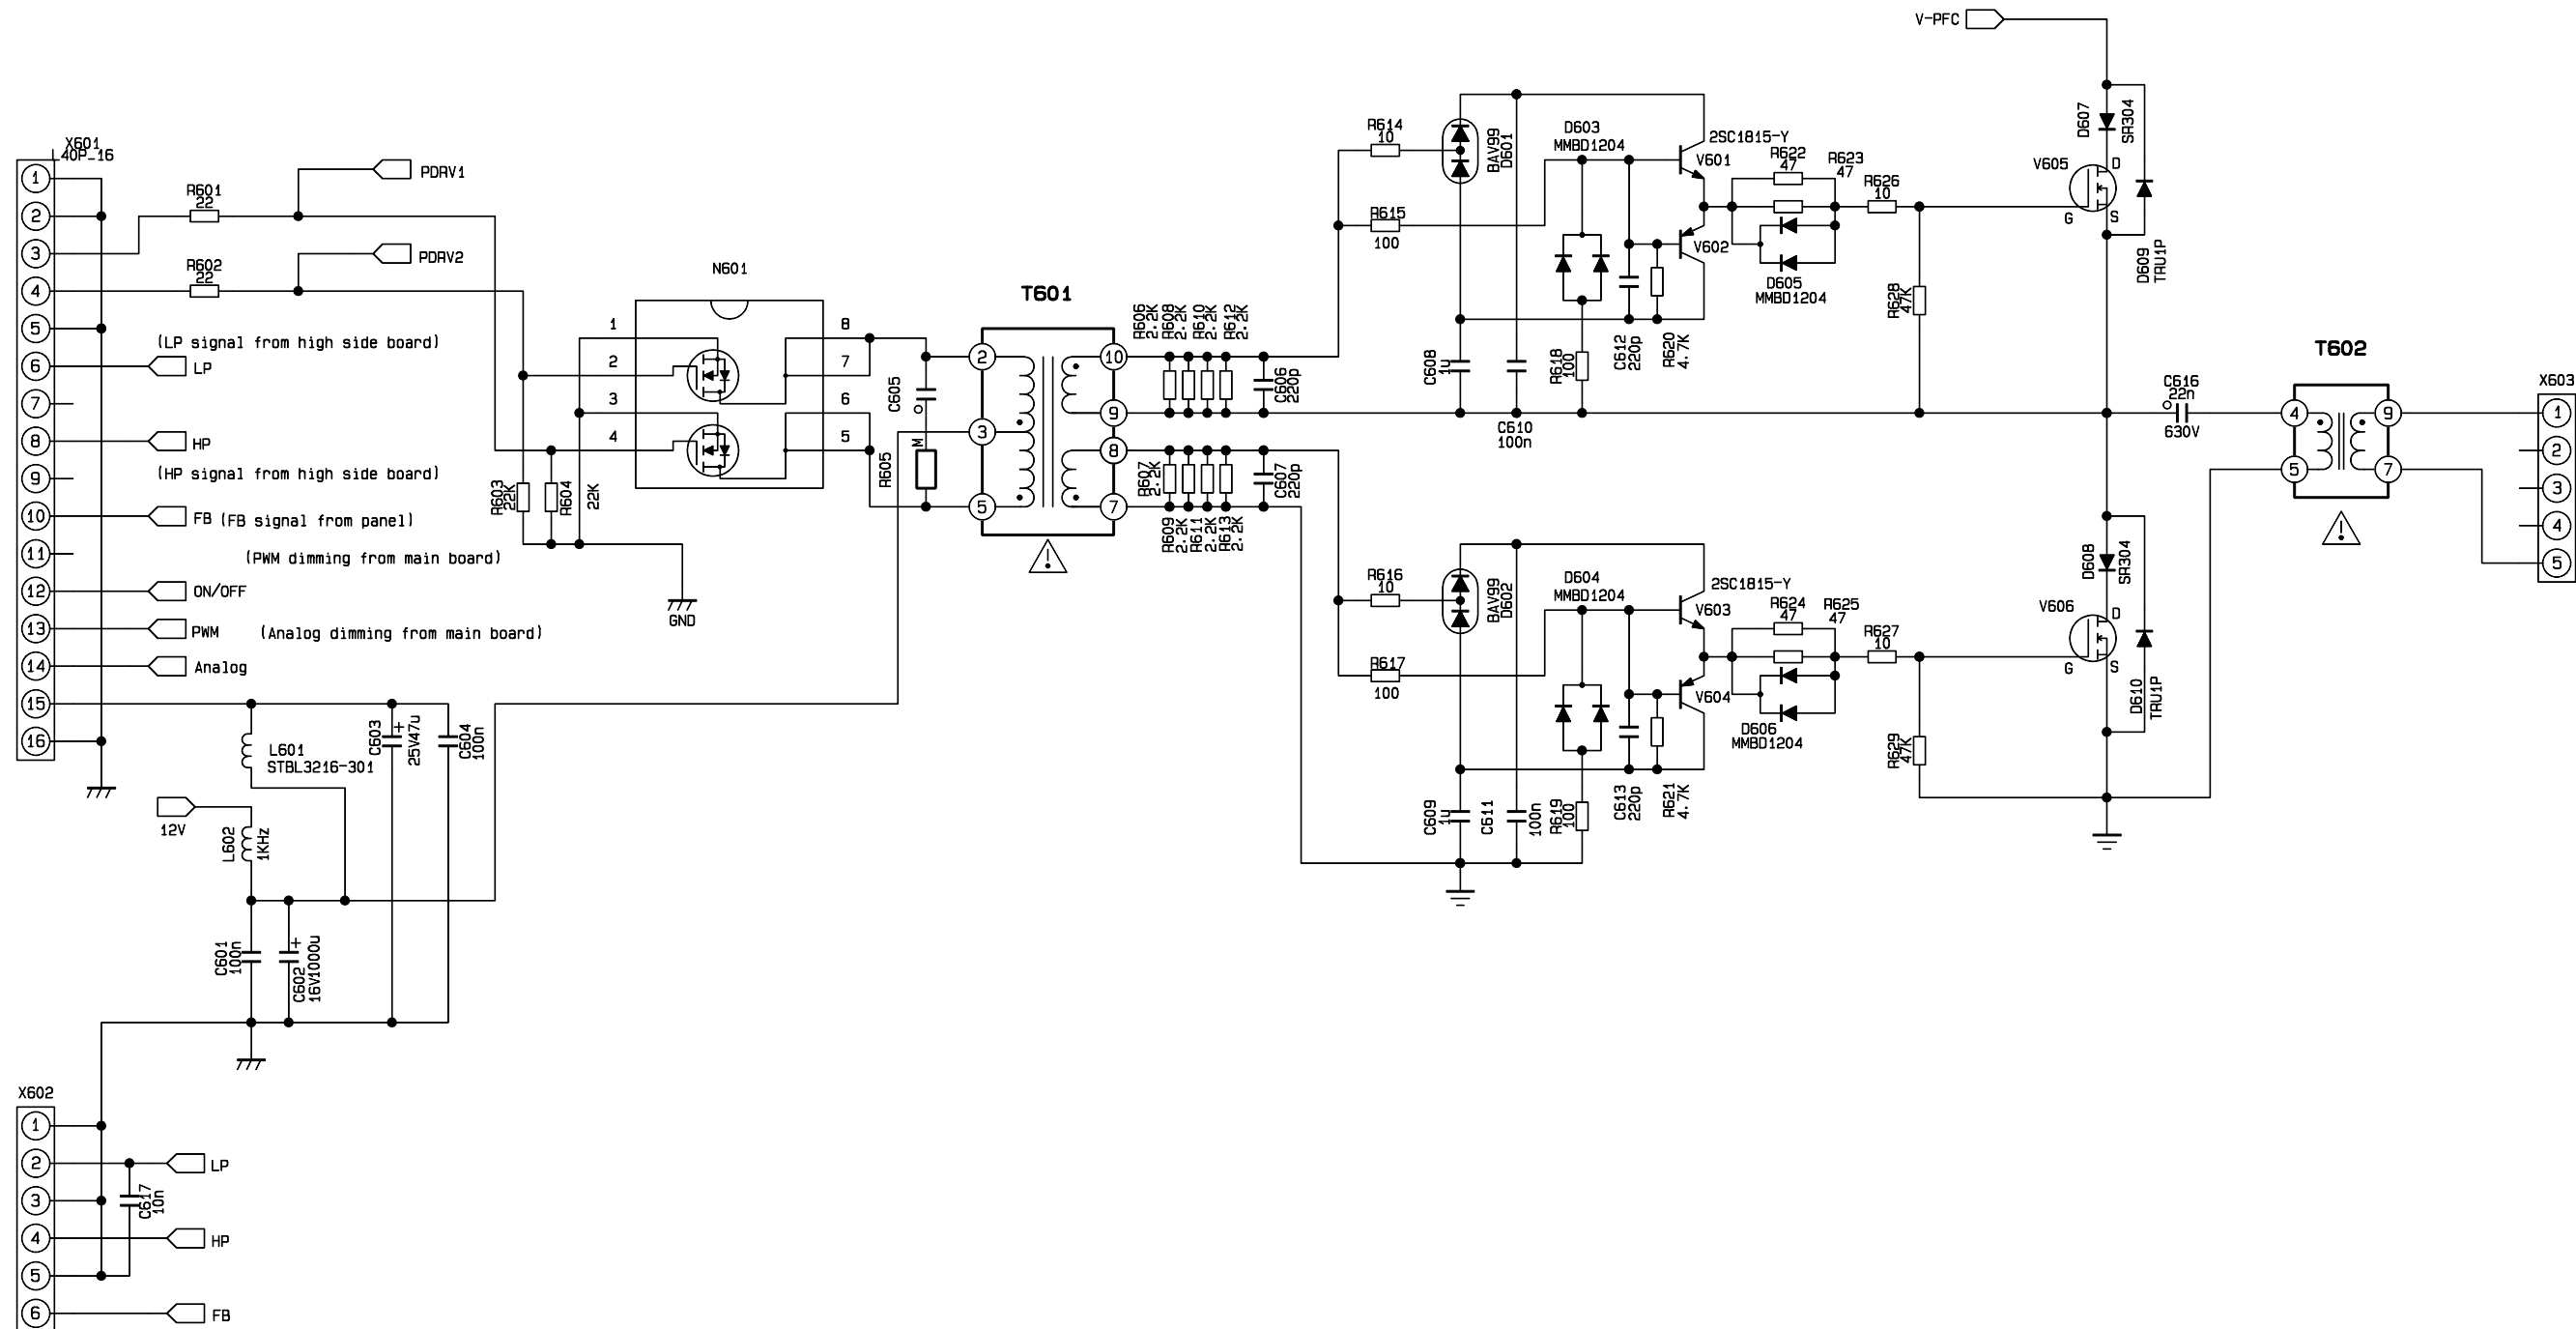 V-PFC
X601
L40P_16
1
2
3
4
5
6
7
8
9
10
11
12
13
14
15
16
R601
22
PDRV1
R602
22
PDRV2
(LP signal from high side board)
LP
HP
(HP signal from high side board)
FB (FB signal from panel)
(PWM dimming from main board)
ON/OFF
PWM (Analog dimming from main board)
Analog
L601
STBL3216-301
C603
25V47u
C604
100n
12V
L602
1KHz
C601
100n
C602
16V1000u
R603
22K
R604
22K
GND
N601
1
2
3
4
8
7
6
5
C605
R605
M
T601
2
3
5
10
9
8
7
R606
2.2K
R608
2.2K
R610
2.2K
R612
2.2K
C606
220p
R607
2.2K
R609
2.2K
R611
2.2K
R613
2.2K
C607
220p
R614
10
R615
100
BAV99
D601
D603
MMBD1204
2SC1815-Y
V601
V602
R622
47
R623
47
D605
MMBD1204
R626
10
C608
1u
C610
100n
R618
100
C612
220p
R620
4.7K
R628
47K
V605
G
D
S
D607
SR304
D609
TRU1P
R616
10
R617
100
BAV99
D602
D604
MMBD1204
2SC1815-Y
V603
V604
R624
47
R625
47
D606
MMBD1204
R627
10
C609
1u
C611
100n
R619
100
C613
220p
R621
4.7K
R629
47K
V606
G
D
S
D608
SR304
D610
TRU1P
C616
22n
630V
T602
4
5
9
7
X603
1
2
3
4
5
X602
1
2
3
4
5
6
LP
C617
10n
HP
FB